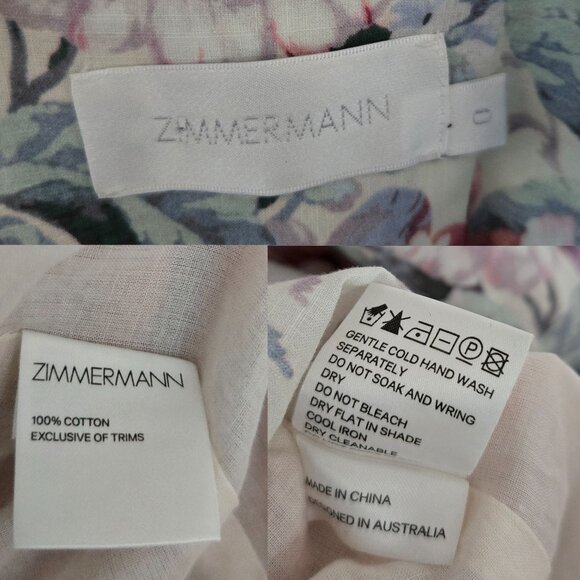 ZIMMERMANN
0
ZIMMERMANN
100% COTTON
EXCLUSIVE OF TRIMS
P
GENTLE COLD HAND WASH
SEPARATELY
DO NOT SOAK AND WRING
DRY
DO NOT BLEACH
DRY FLAT IN SHADE
COOL IRON
DRY CLEANABLE
MADE IN CHINA
DESIGNED IN AUSTRALIA